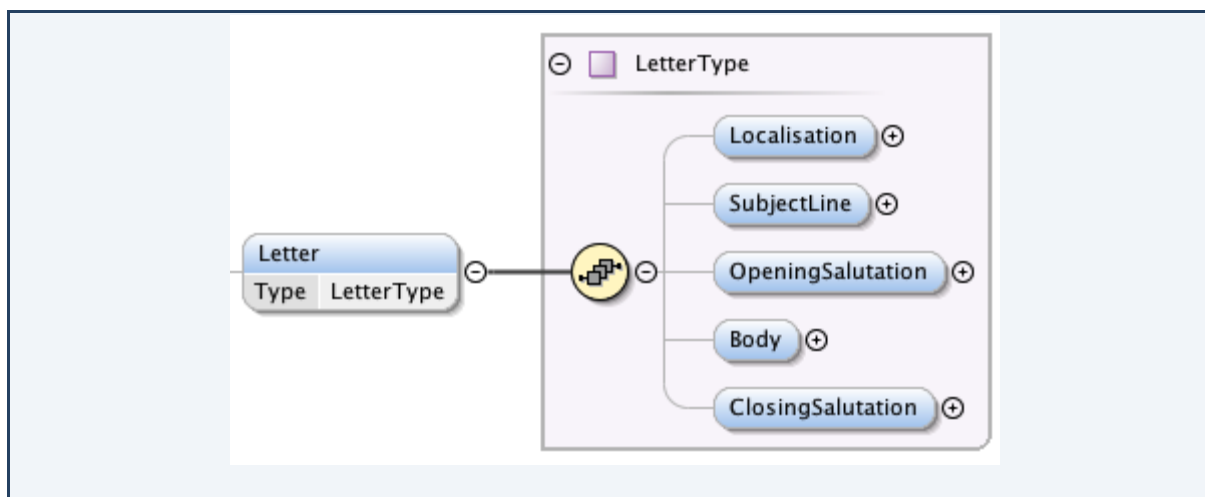 LetterType
Localisation
SubjectLine
Letter
Type LetterType
OpeningSalutation
Body
ClosingSalutation